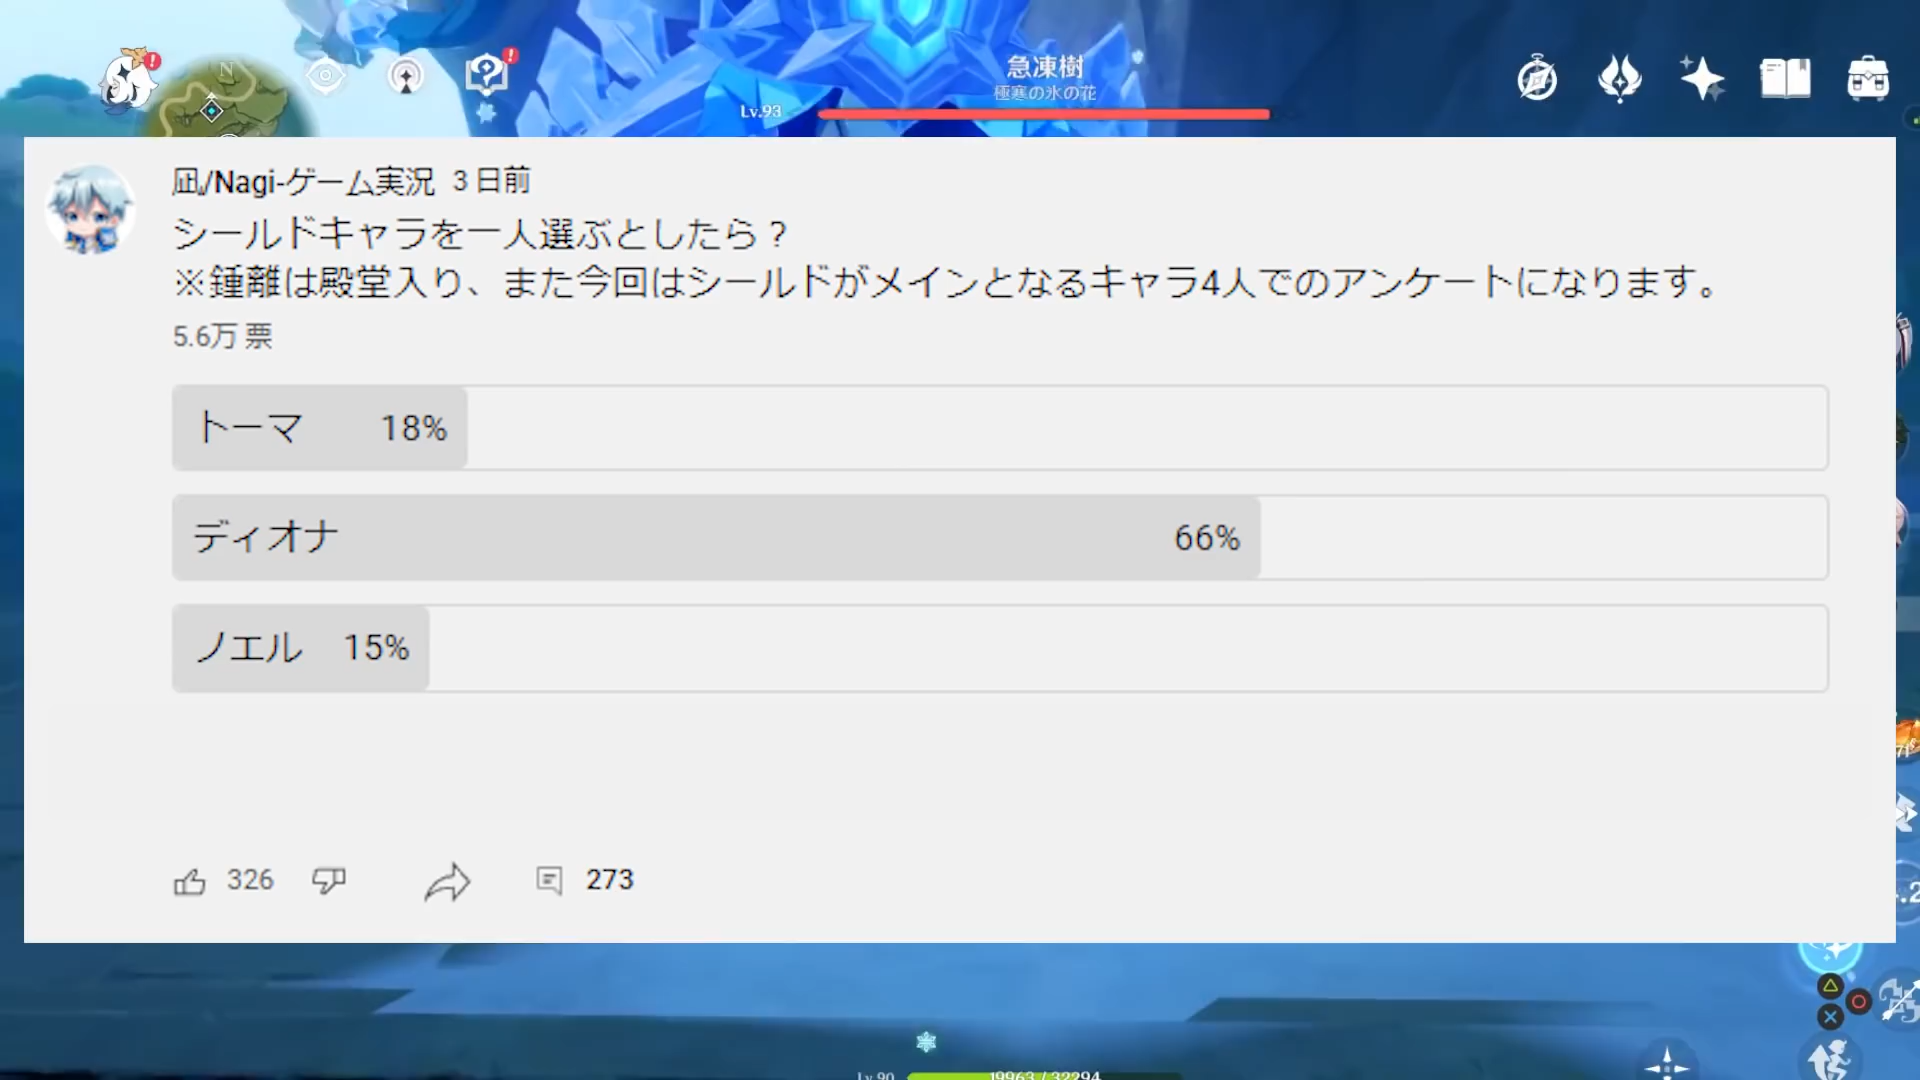 N
急凍樹
極寒の氷の花
Lv.93
凪/Nagi-ゲーム実況 3 日前
シールドキャラを一人選ぶとしたら？
※鍾離は殿堂入り、また今回はシールドがメインとなるキャラ4人でのアンケートになります。
5.6万 票
トーマ 18%
ディオナ 66%
ノエル 15%
326 273
Lv.90 19963 / 32294